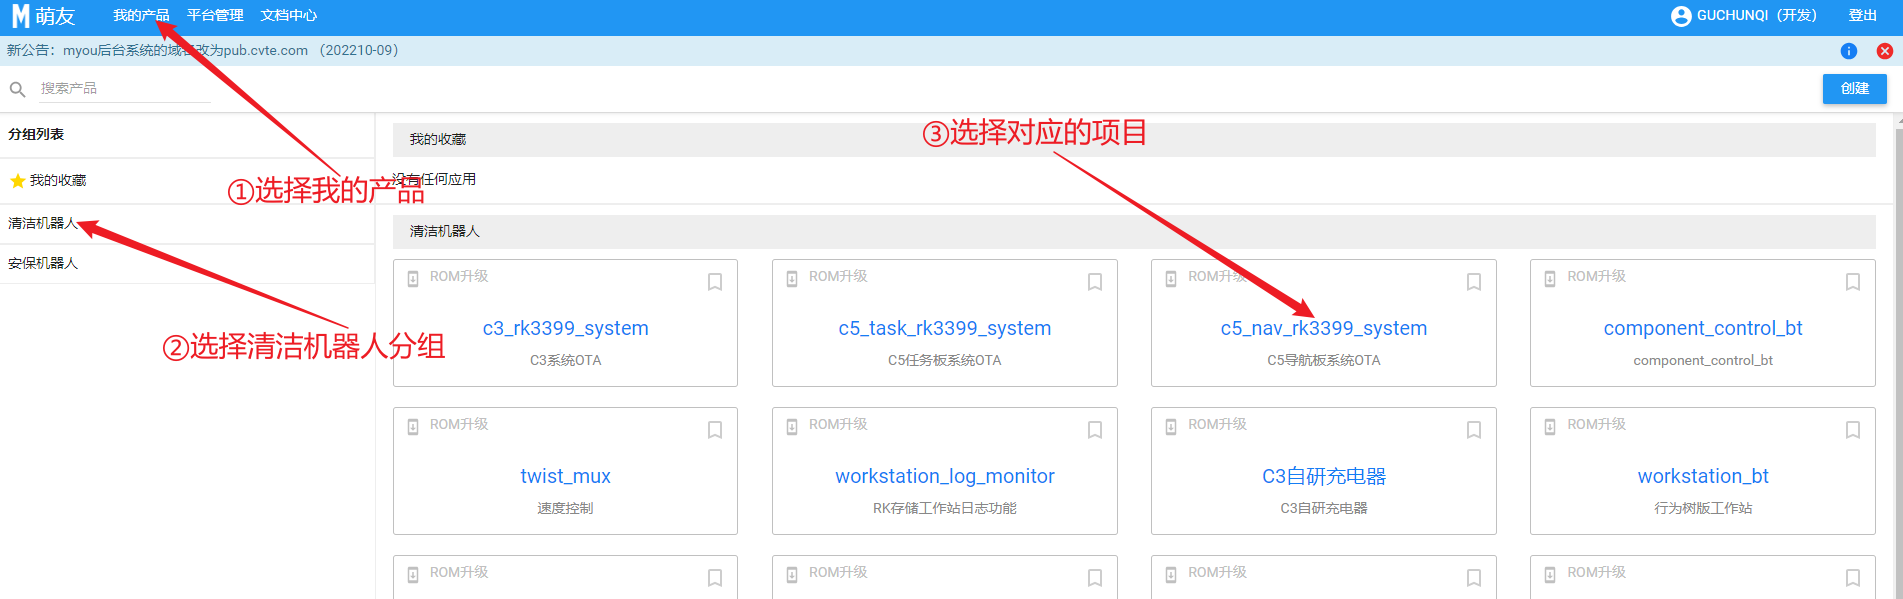 M 萌友 我的产品 平台管理 文档中心 GUCHUNQI（开发） 登出
新公告：myou后台系统的域名改为pub.cvte.com （202210-09）
搜索产品 创建
分组列表
我的收藏
清洁机器人
安保机器人
①选择我的产品
②选择清洁机器人分组
③选择对应的项目
我的收藏
没有任何应用
清洁机器人
ROM升级
c3_rk3399_system
C3系统OTA
ROM升级
c5_task_rk3399_system
C5任务板系统OTA
ROM升级
c5_nav_rk3399_system
C5导航板系统OTA
ROM升级
component_control_bt
component_control_bt
ROM升级
twist_mux
速度控制
ROM升级
workstation_log_monitor
RK存储工作站日志功能
ROM升级
C3自研充电器
C3自研充电器
ROM升级
workstation_bt
行为树版工作站
ROM升级
ROM升级
ROM升级
ROM升级